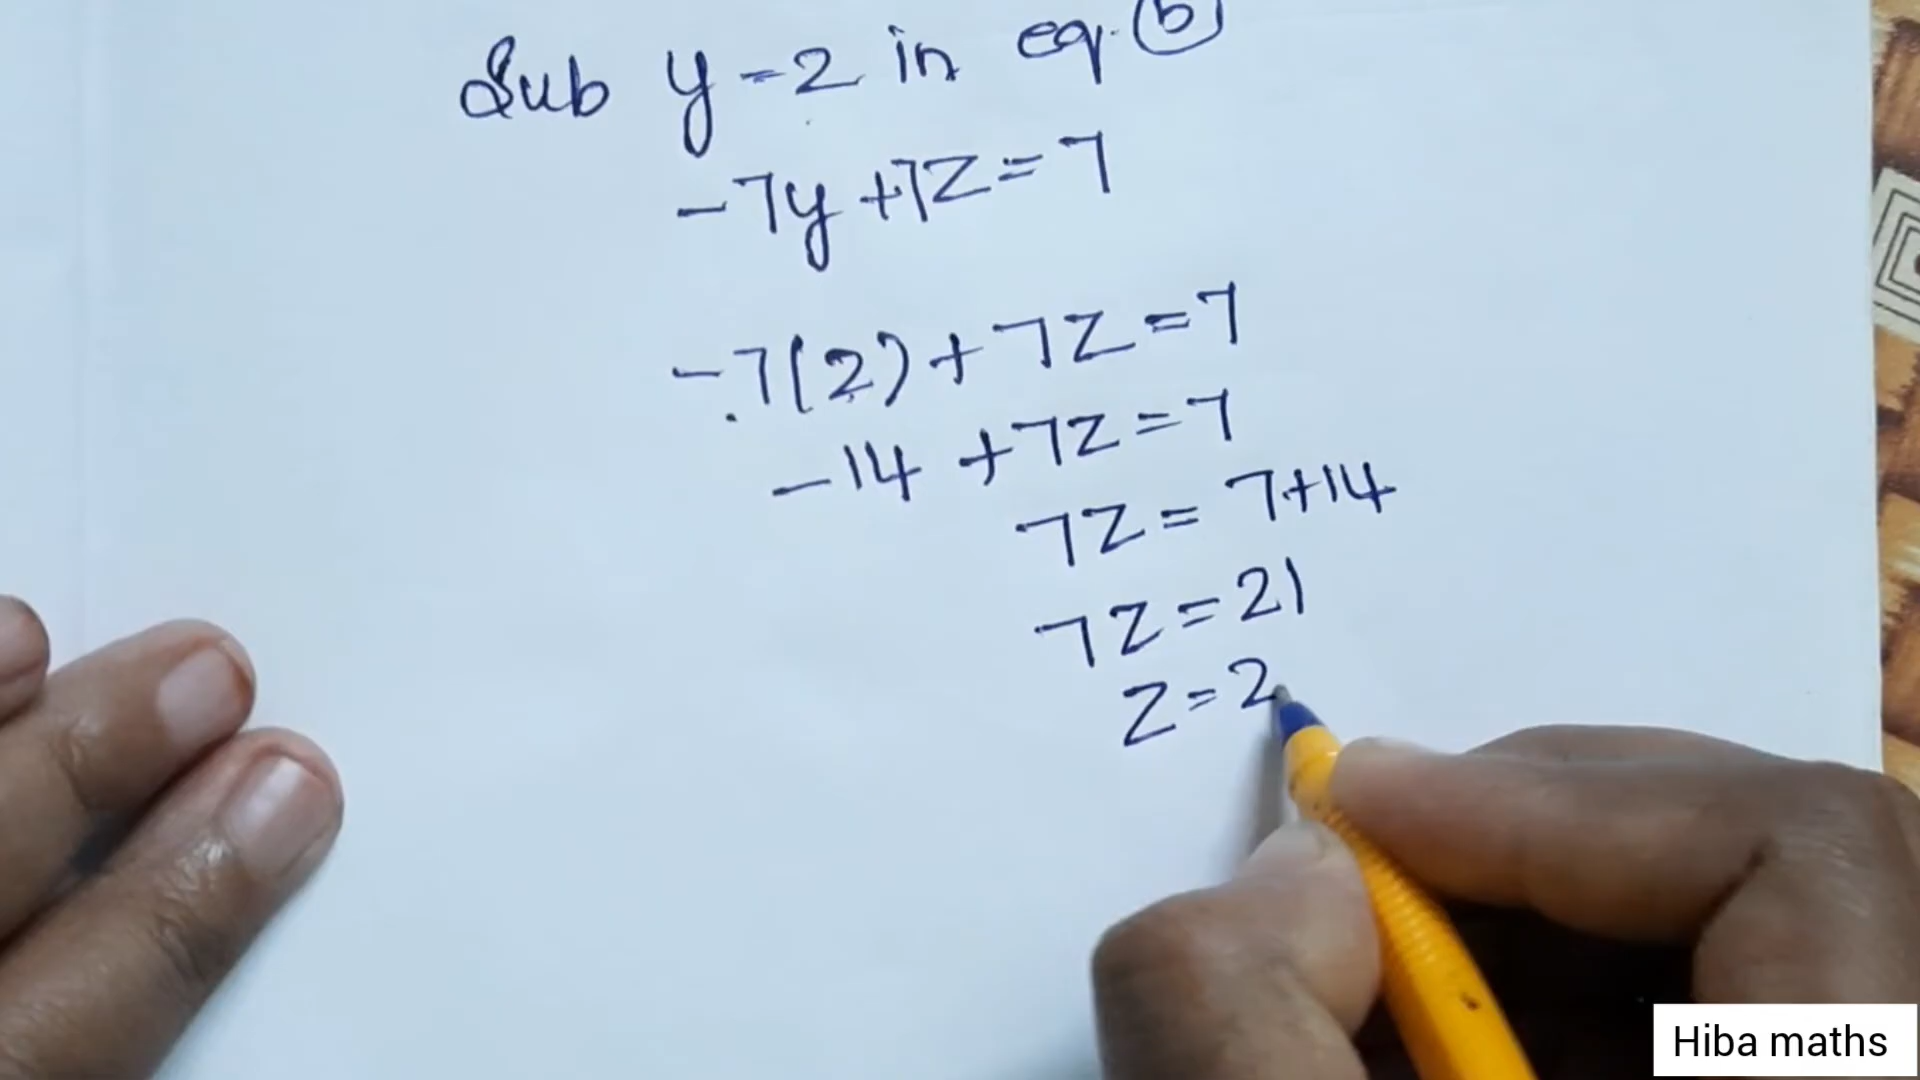 Sub y=2 in eq. (b)
-7y+7z=7
-7(2)+7z=7
-14+7z=7
7z=7+14
7z=21
z=2
Hiba maths